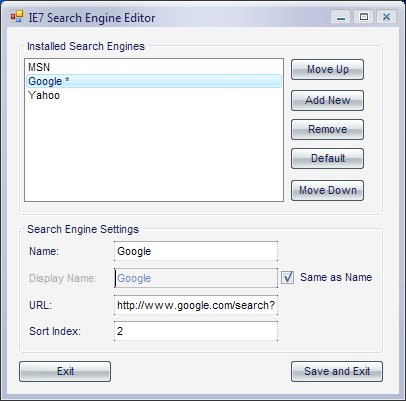 IE7 Search Engine Editor
Installed Search Engines
MSN
Google *
Yahoo
Move Up
Add New
Remove
Default
Move Down
Search Engine Settings
Name: Google
Display Name: Google Same as Name
URL: http://www.google.com/search?
Sort Index: 2
Exit Save and Exit